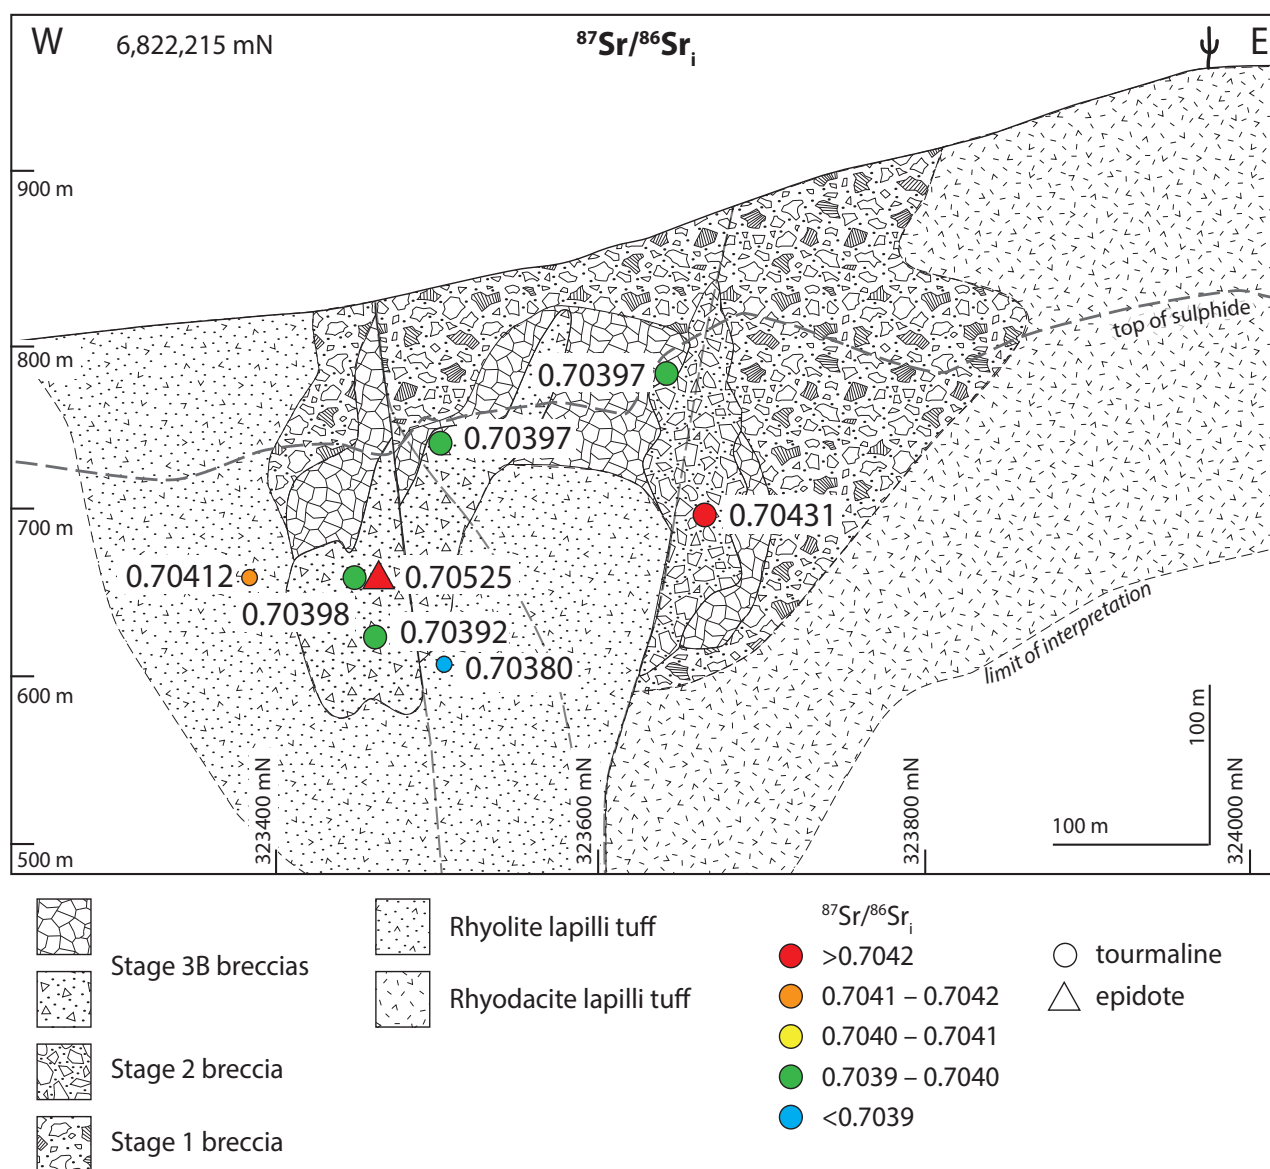 W 6,822,215 mN ⁸⁷Sr/⁸⁶Srᵢ E
900 m
800 m
700 m
600 m
500 m
top of sulphide
0.70397
0.70397
0.70431
0.70412
0.70525
0.70398
0.70392
0.70380
limit of interpretation
100 m
100 m
323400 mN
323600 mN
323800 mN
324000 mN
Stage 3B breccias
Stage 2 breccia
Stage 1 breccia
Rhyolite lapilli tuff
Rhyodacite lapilli tuff
⁸⁷Sr/⁸⁶Srᵢ
>0.7042
0.7041 – 0.7042
0.7040 – 0.7041
0.7039 – 0.7040
<0.7039
tourmaline
epidote